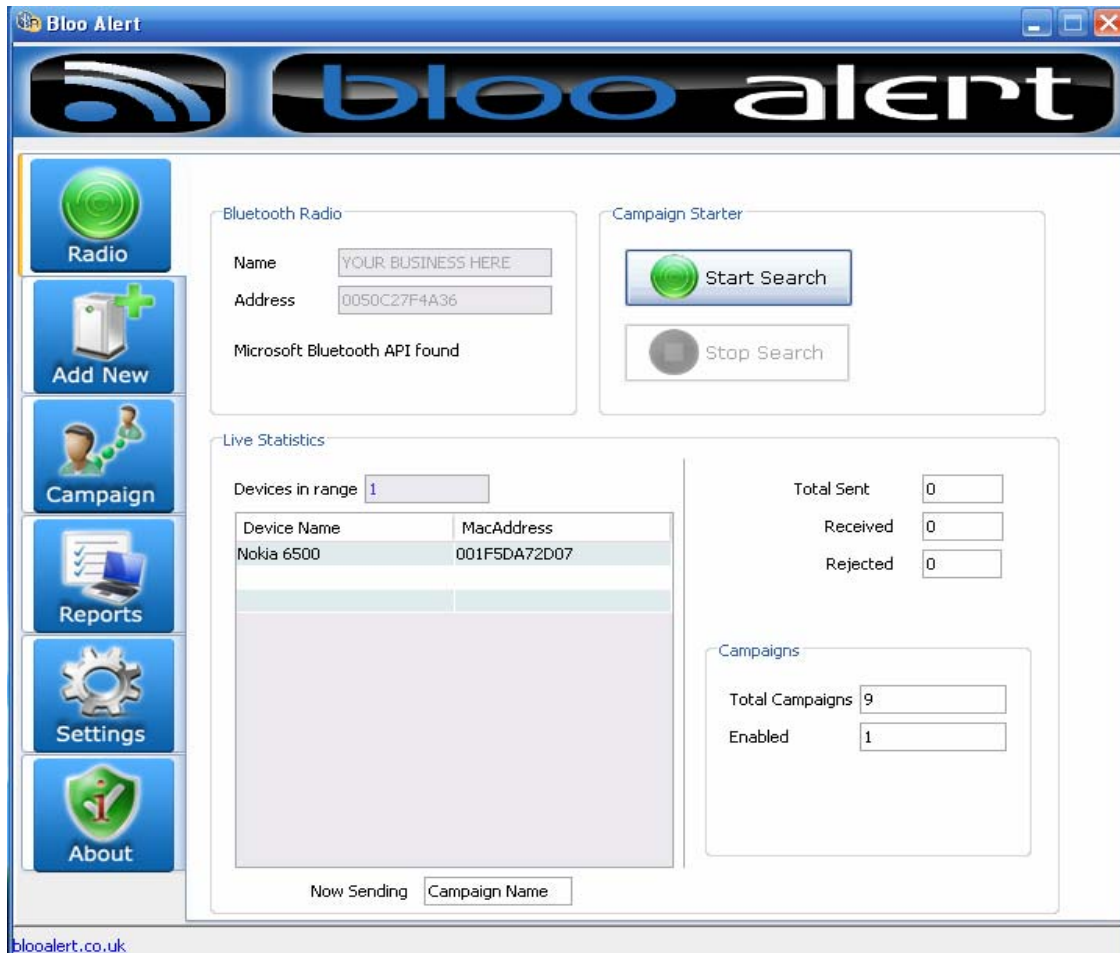 Bloo Alert
bloo alert
Radio
Add New
Campaign
Reports
Settings
About
Bluetooth Radio
Name YOUR BUSINESS HERE
Address 0050C27F4A36
Microsoft Bluetooth API found
Campaign Starter
Start Search
Stop Search
Live Statistics
Devices in range 1
Device Name MacAddress
Nokia 6500 001F5DA72D07
Now Sending Campaign Name
Total Sent 0
Received 0
Rejected 0
Campaigns
Total Campaigns 9
Enabled 1
blooalert.co.uk